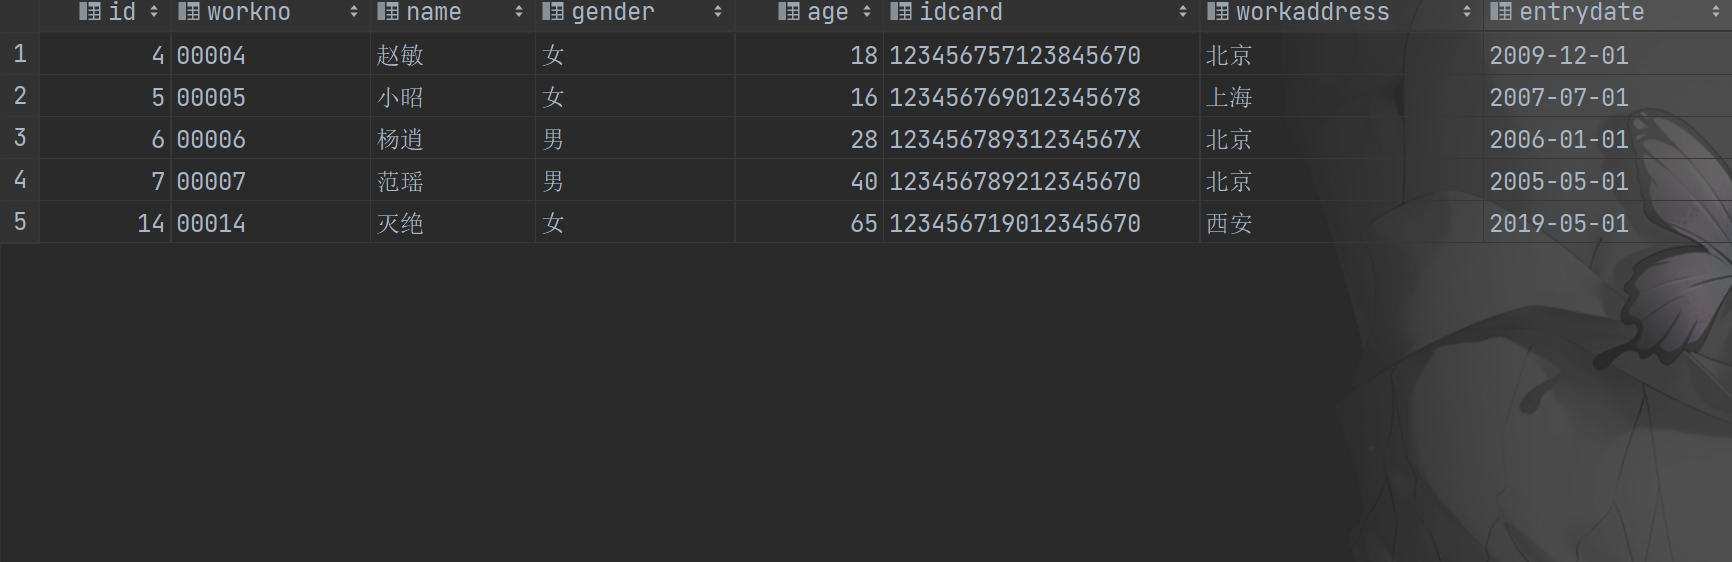 id workno name gender age idcard workaddress entrydate
1 4 00004 赵敏 女 18 123456757123845670 北京 2009-12-01
2 5 00005 小昭 女 16 123456769012345678 上海 2007-07-01
3 6 00006 杨逍 男 28 12345678931234567X 北京 2006-01-01
4 7 00007 范瑶 男 40 123456789212345670 北京 2005-05-01
5 14 00014 灭绝 女 65 123456719012345670 西安 2019-05-01